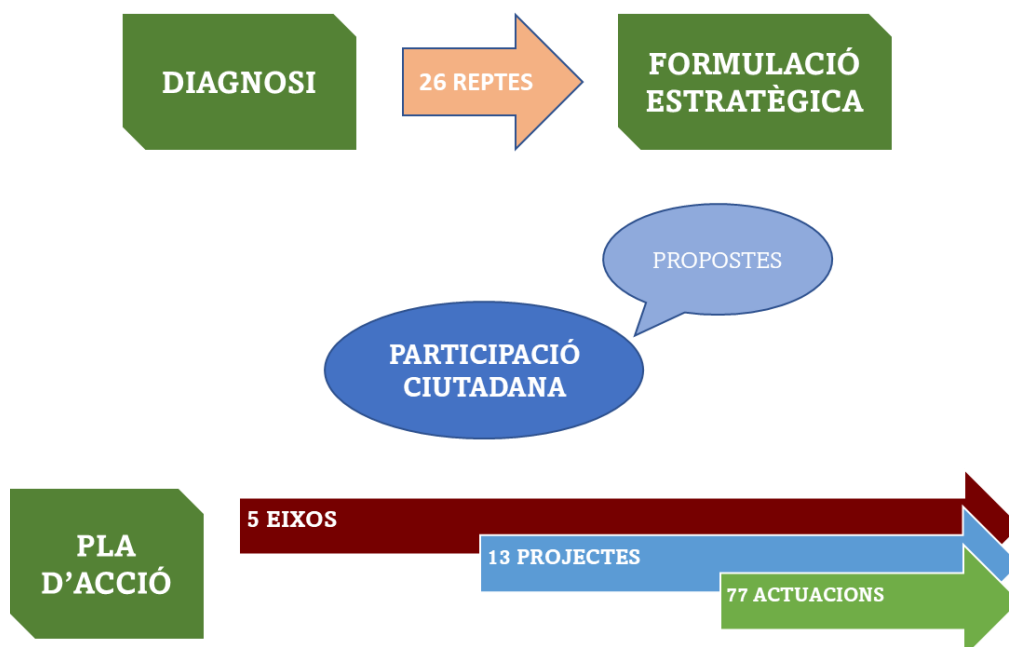 DIAGNOSI
26 REPTES
FORMULACIÓ
ESTRATÈGICA
PROPOSTES
PARTICIPACIÓ
CIUTADANA
PLA
D’ACCIÓ
5 EIXOS
13 PROJECTES
77 ACTUACIONS